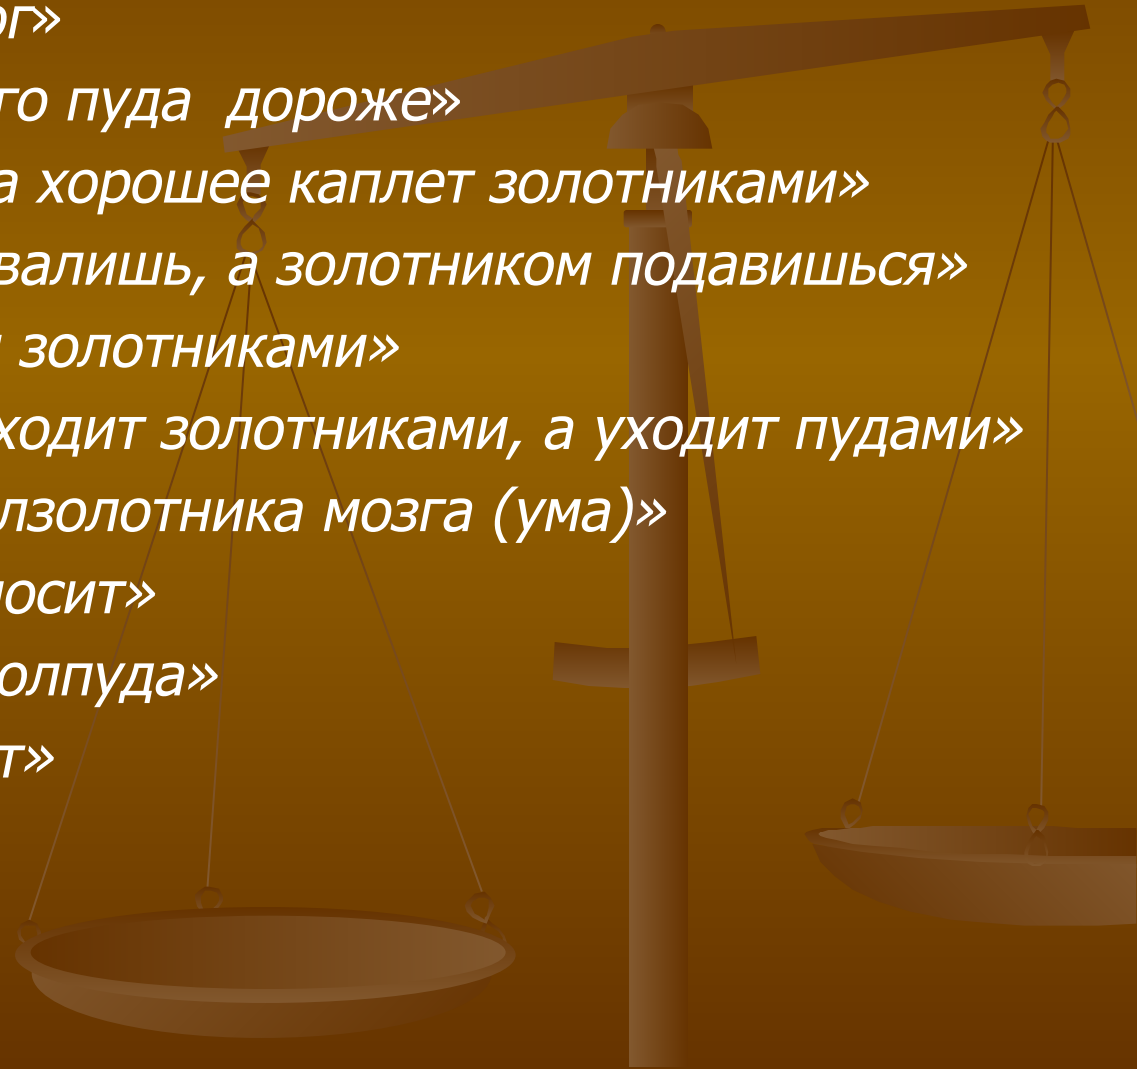 ог»
го пуда дороже»
а хорошее каплет золотниками»
валишь, а золотником подавишься»
золотниками»
ходит золотниками, а уходит пудами»
лзолотника мозга (ума)»
носит»
олпуда»
т»